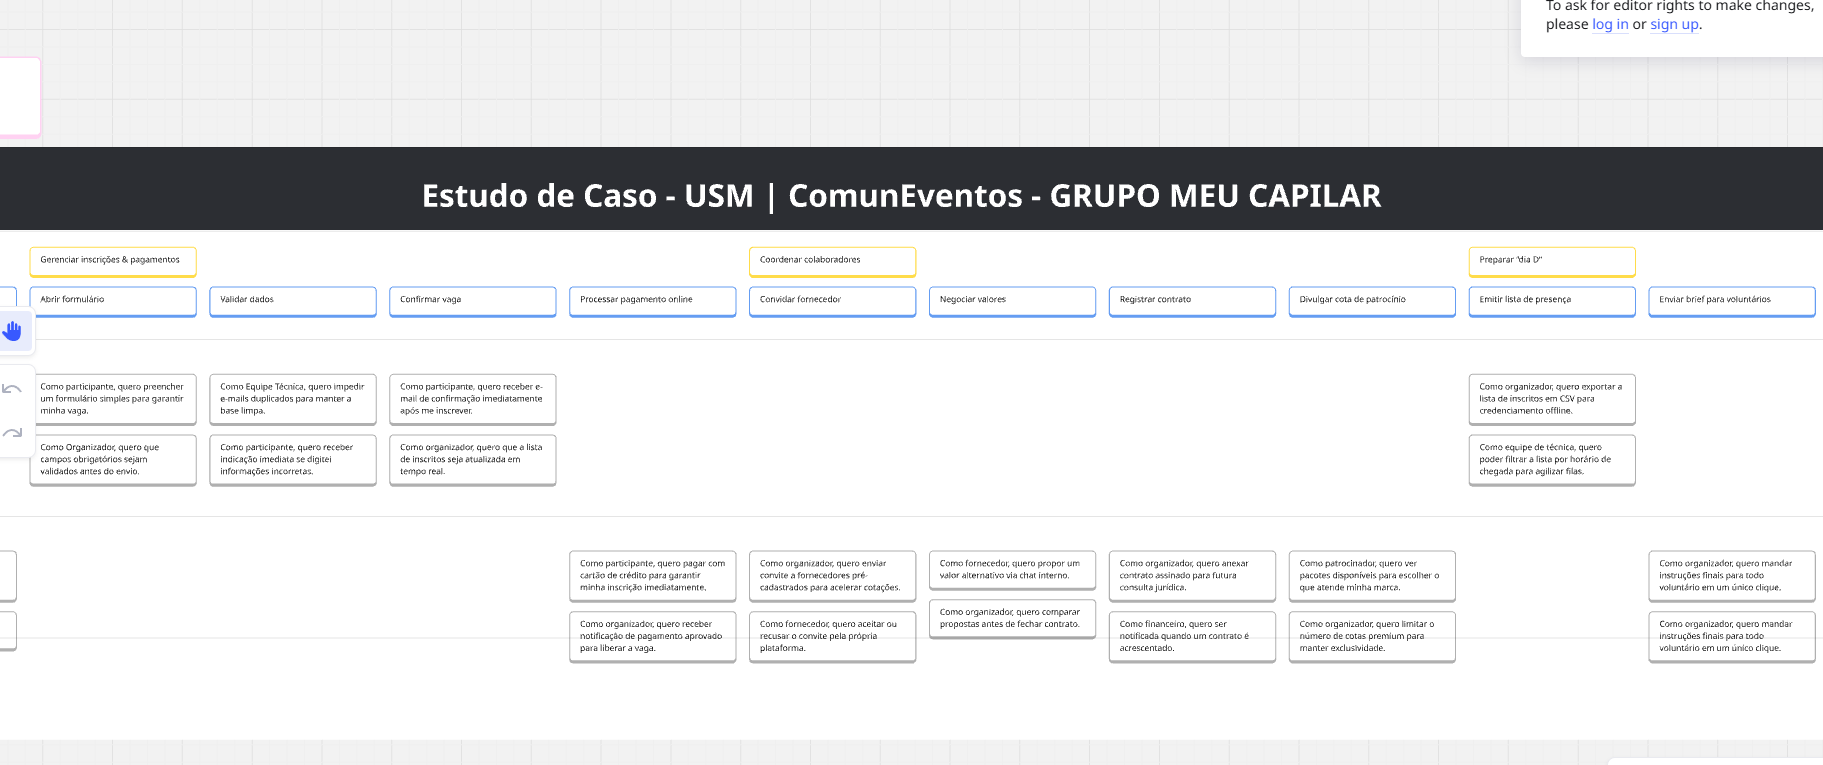 To ask for editor rights to make changes,
please log in or sign up.
Estudo de Caso - USM | ComunEventos - GRUPO MEU CAPILAR
Gerenciar inscrições & pagamentos
Coordenar colaboradores
Preparar “dia D”
Abrir formulário
Validar dados
Confirmar vaga
Processar pagamento online
Convidar fornecedor
Negociar valores
Registrar contrato
Divulgar cota de patrocínio
Emitir lista de presença
Enviar brief para voluntários
Como participante, quero preencher
um formulário simples para garantir
minha vaga.
Como Equipe Técnica, quero impedir
e-mails duplicados para manter a
base limpa.
Como participante, quero receber e-
mail de confirmação imediatamente
após me inscrever.
Como organizador, quero exportar a
lista de inscritos em CSV para
credenciamento offline.
Como Organizador, quero que
campos obrigatórios sejam
validados antes do envio.
Como participante, quero receber
indicação imediata se digitei
informações incorretas.
Como organizador, quero que a lista
de inscritos seja atualizada em
tempo real.
Como equipe de técnica, quero
poder filtrar a lista por horário de
chegada para agilizar filas.
Como participante, quero pagar com
cartão de crédito para garantir
minha inscrição imediatamente.
Como organizador, quero enviar
convite a fornecedores pré-
cadastrados para acelerar cotações.
Como fornecedor, quero propor um
valor alternativo via chat interno.
Como organizador, quero anexar
contrato assinado para futura
consulta jurídica.
Como patrocinador, quero ver
pacotes disponíveis para escolher o
que atende minha marca.
Como organizador, quero mandar
instruções finais para todo
voluntário em um único clique.
Como organizador, quero receber
notificação de pagamento aprovado
para liberar a vaga.
Como fornecedor, quero aceitar ou
recusar o convite pela própria
plataforma.
Como organizador, quero comparar
propostas antes de fechar contrato.
Como financeiro, quero ser
notificada quando um contrato é
acrescentado.
Como organizador, quero limitar o
número de cotas premium para
manter exclusividade.
Como organizador, quero mandar
instruções finais para todo
voluntário em um único clique.